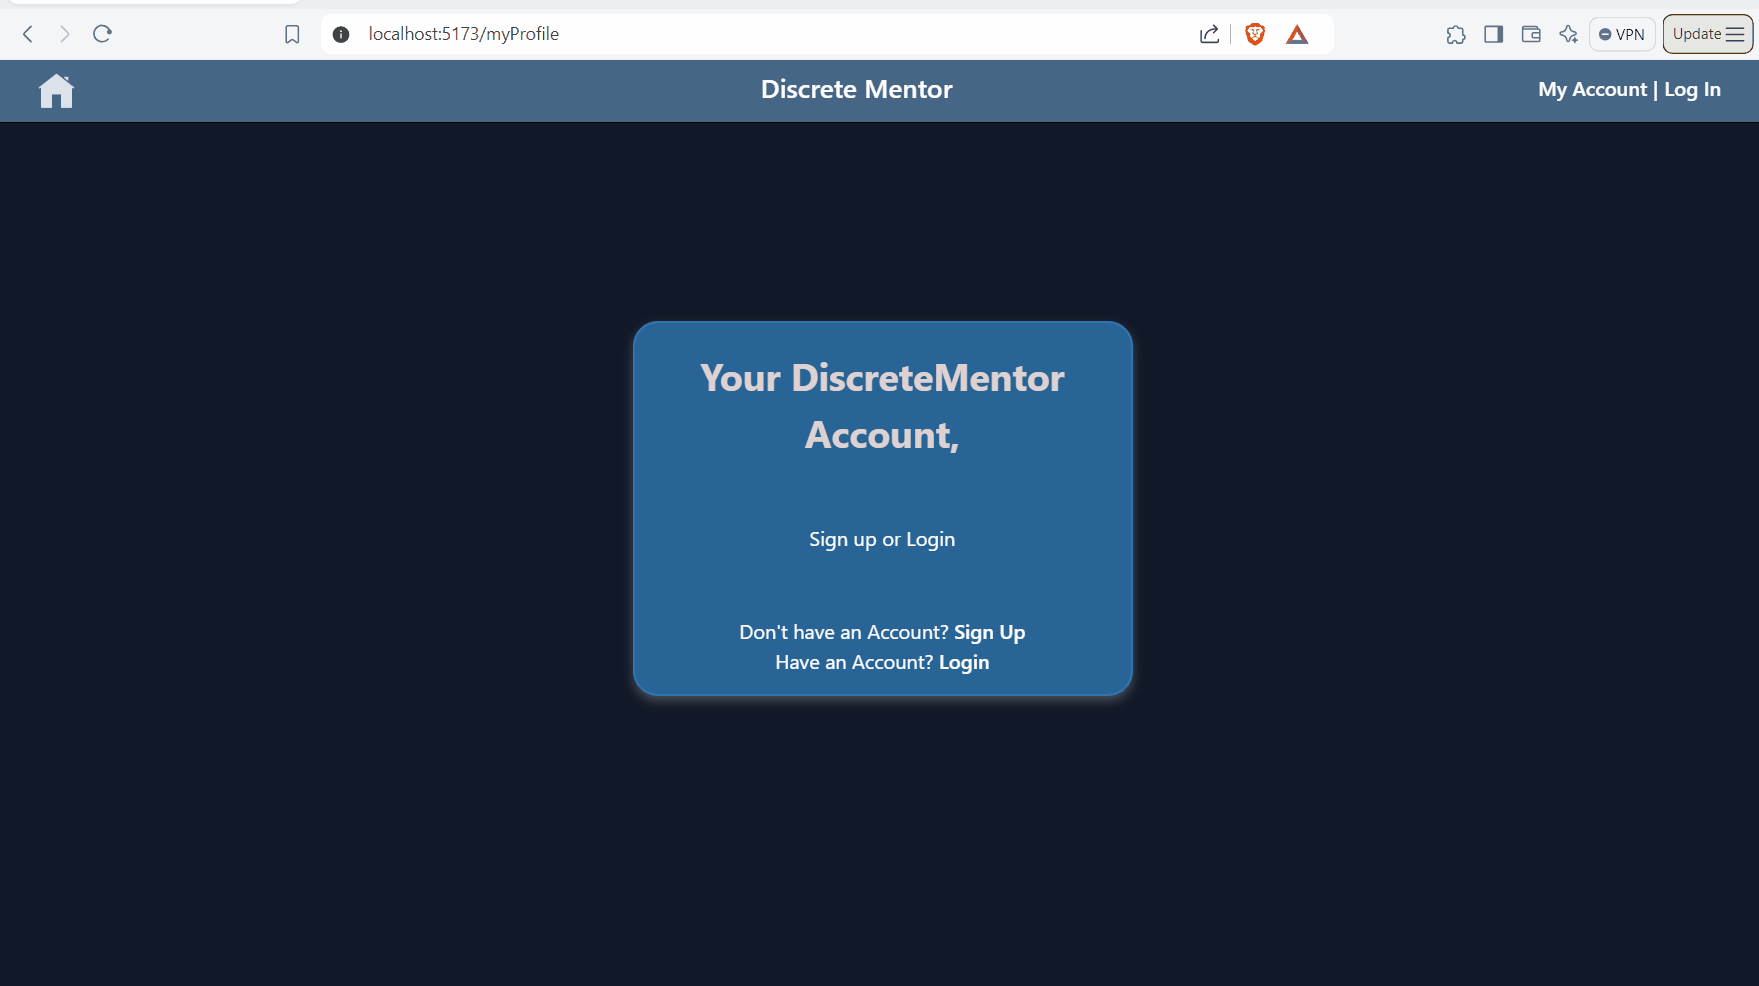 localhost:5173/myProfile
VPN
Update
Discrete Mentor
My Account | Log In
Your DiscreteMentor
Account,
Sign up or Login
Don't have an Account? Sign Up
Have an Account? Login